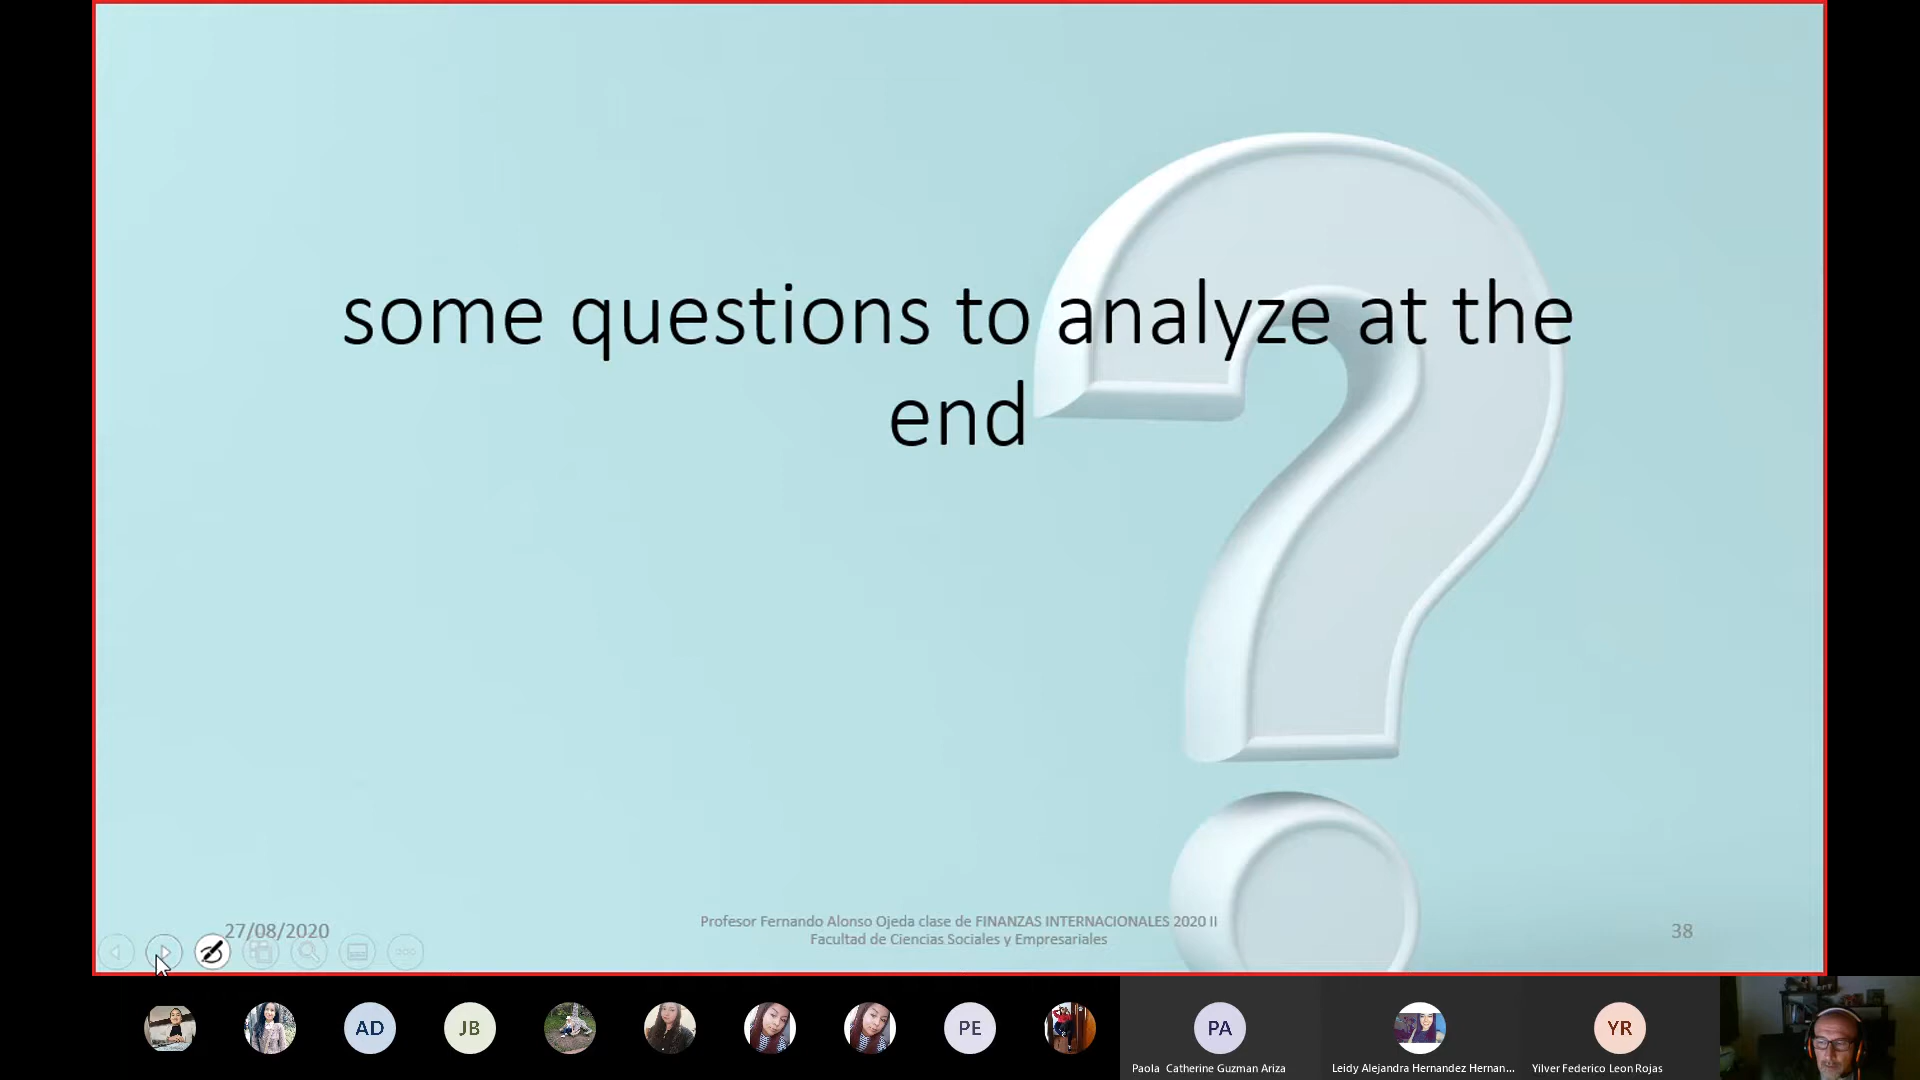 some questions to analyze at the
end
27/08/2020
Profesor Fernando Alonso Ojeda clase de FINANZAS INTERNACIONALES 2020 II
Facultad de Ciencias Sociales y Empresariales
38
AD
JB
PE
PA
YR
Paola Catherine Guzman Ariza
Leidy Alejandra Hernandez Hernan...
Yilver Federico Leon Rojas